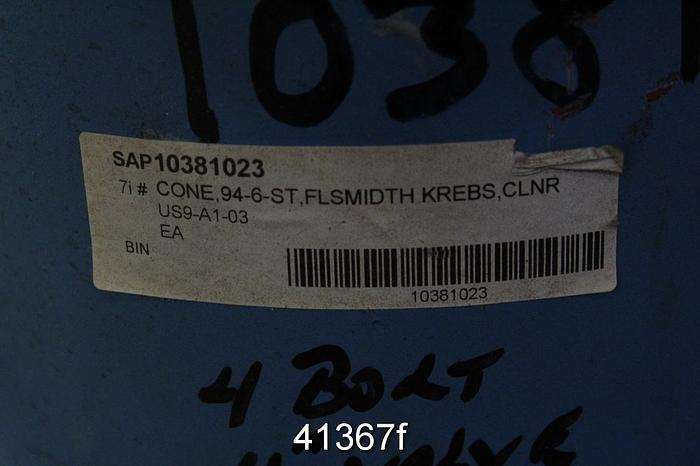 1038
SAP10381023
7i # CONE,94-6-ST,FLSMIDTH KREBS,CLNR
US9-A1-03
EA
BIN
10381023
4 BOLT
41367f